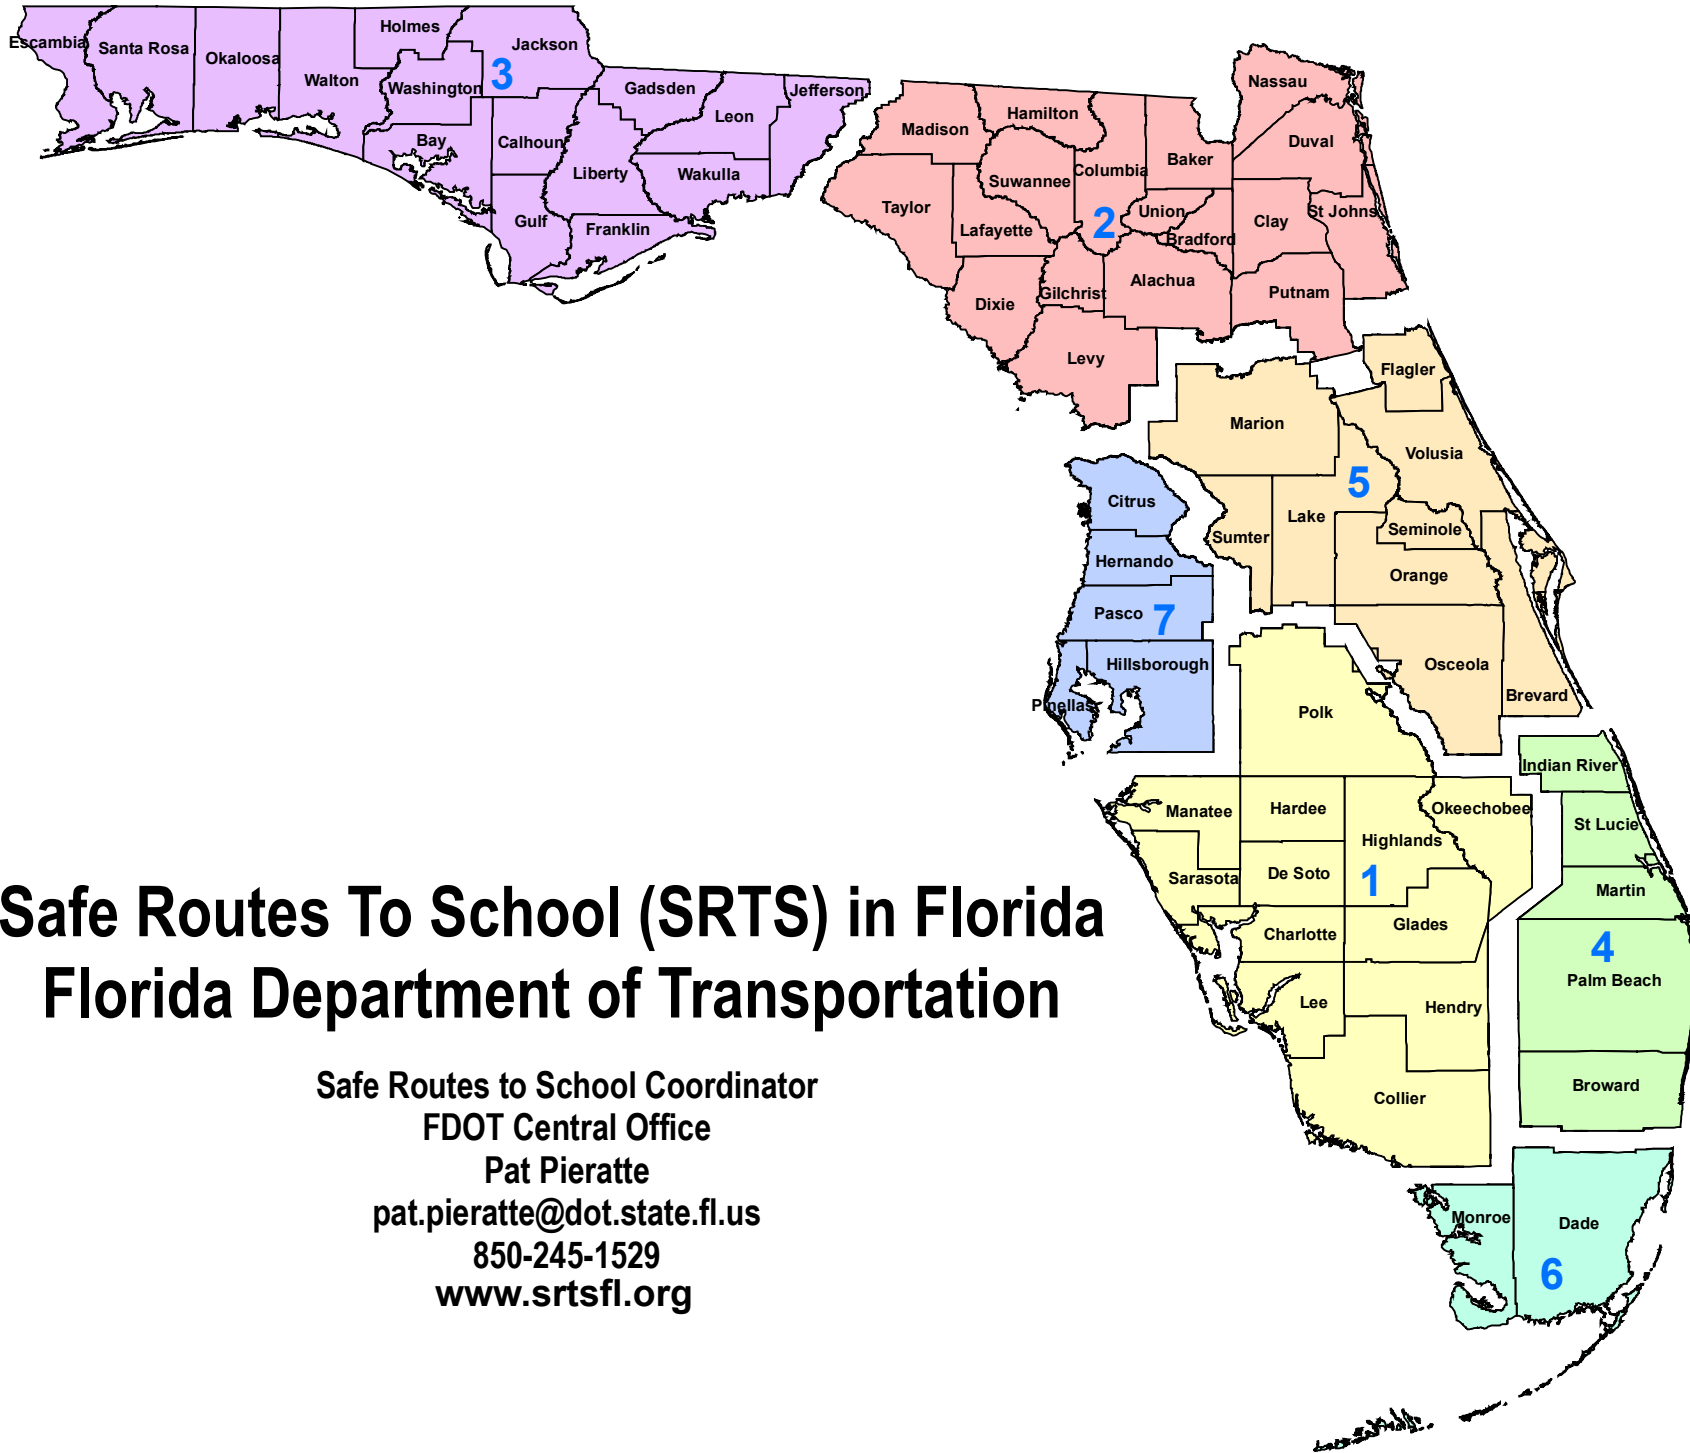 Holmes
Escambia
Santa Rosa
Okaloosa
Walton
Jackson
3
Washington
Gadsden
Jefferson
Leon
Bay
Calhoun
Liberty
Wakulla
Gulf
Franklin
Nassau
Hamilton
Madison
Duval
Baker
Columbia
Suwannee
Taylor
Union
2
Clay
St Johns
Lafayette
Bradford
Alachua
Gilchrist
Putnam
Dixie
Levy
Flagler
Marion
Volusia
5
Lake
Seminole
Sumter
Orange
Osceola
Brevard
Citrus
Hernando
Pasco
7
Hillsborough
Pinellas
Polk
Manatee
Hardee
Okeechobee
Highlands
Sarasota
De Soto
1
Charlotte
Glades
Lee
Hendry
Collier
Indian River
St Lucie
Martin
4
Palm Beach
Broward
Monroe
Dade
6
Safe Routes To School (SRTS) in Florida
Florida Department of Transportation
Safe Routes to School Coordinator
FDOT Central Office
Pat Pieratte
pat.pieratte@dot.state.fl.us
850-245-1529
www.srtsfl.org